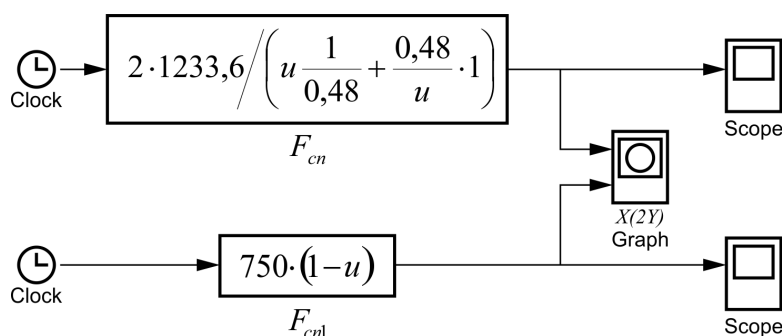 2·1233,6/(u 1/0,48 + 0,48/u ·1)
Clock
Scope
F_cn
X(2Y)
Graph
750·(1−u)
Clock
F_cn1
Scope